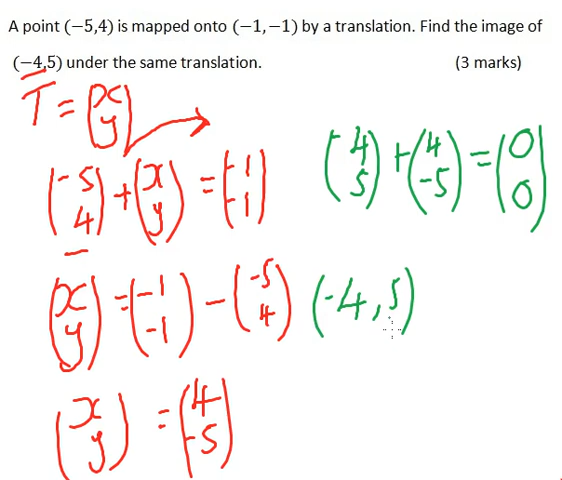 A point (−5,4) is mapped onto (−1,−1) by a translation. Find the image of
(−4,5) under the same translation. (3 marks)
T = (x y)
(-5 4) + (x y) = (-1 -1)
(x y) = (-1 -1) - (-5 4)
(x y) = (4 -5)
(-4 5) + (4 -5) = (0 0)
(-4,5)